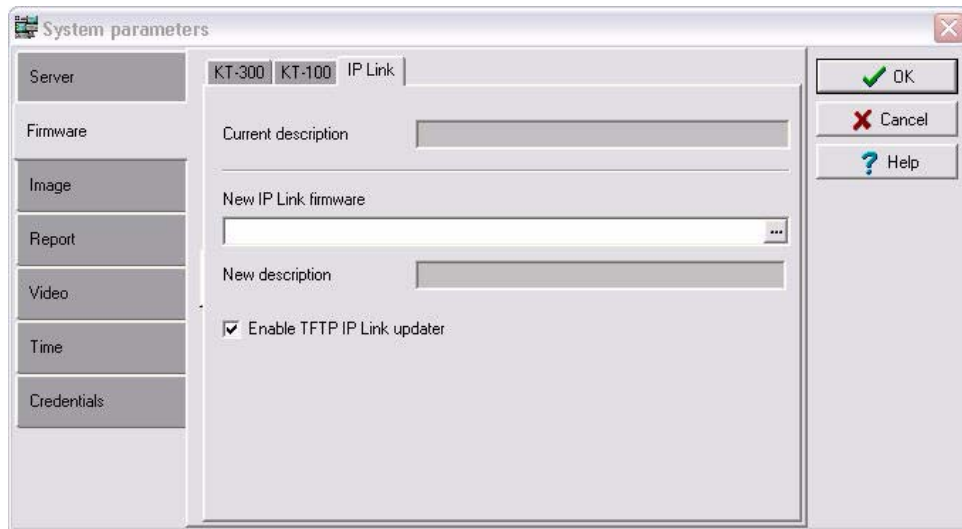 System parameters
Server
Firmware
Image
Report
Video
Time
Credentials
KT-300 KT-100 IP Link
Current description
New IP Link firmware
...
New description
Enable TFTP IP Link updater
OK
Cancel
? Help